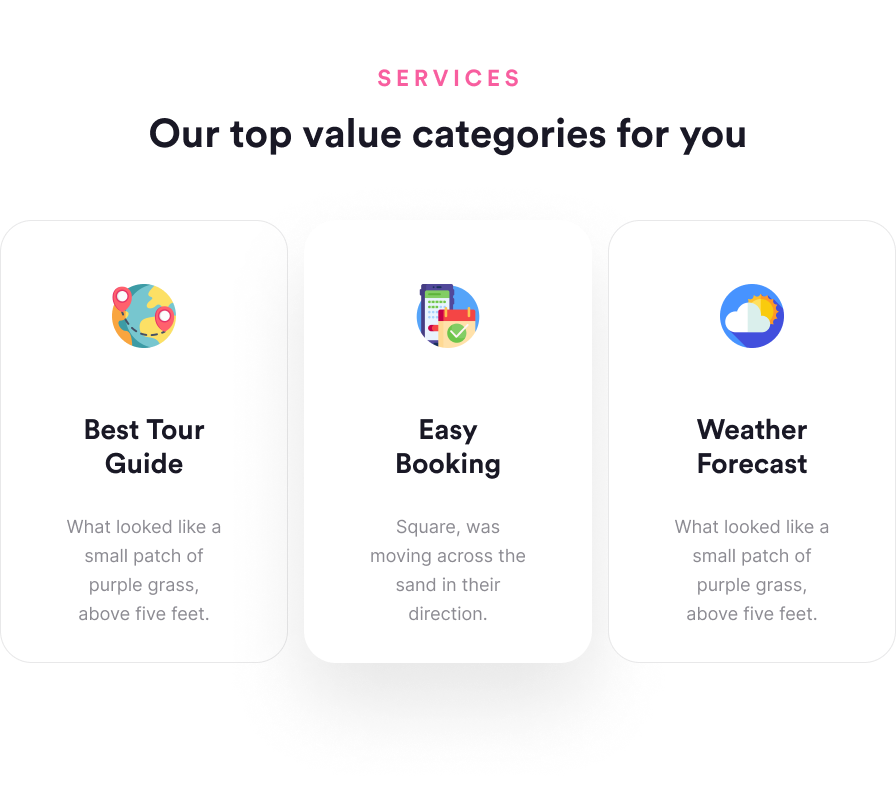 SERVICES
Our top value categories for you
Best Tour
Guide
What looked like a
small patch of
purple grass,
above five feet.
Easy
Booking
Square, was
moving across the
sand in their
direction.
Weather
Forecast
What looked like a
small patch of
purple grass,
above five feet.